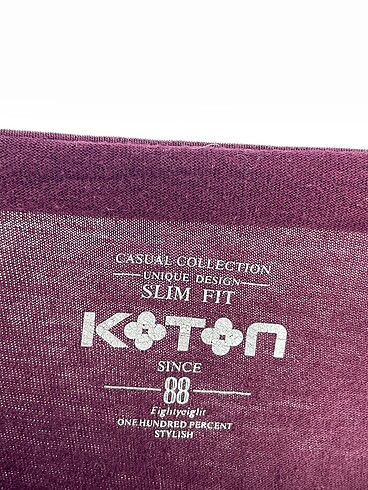 CASUAL COLLECTION
UNIQUE DESIGN
SLIM FIT
KOTON
SINCE
88
Eightyeight
ONE HUNDRED PERCENT
STYLISH